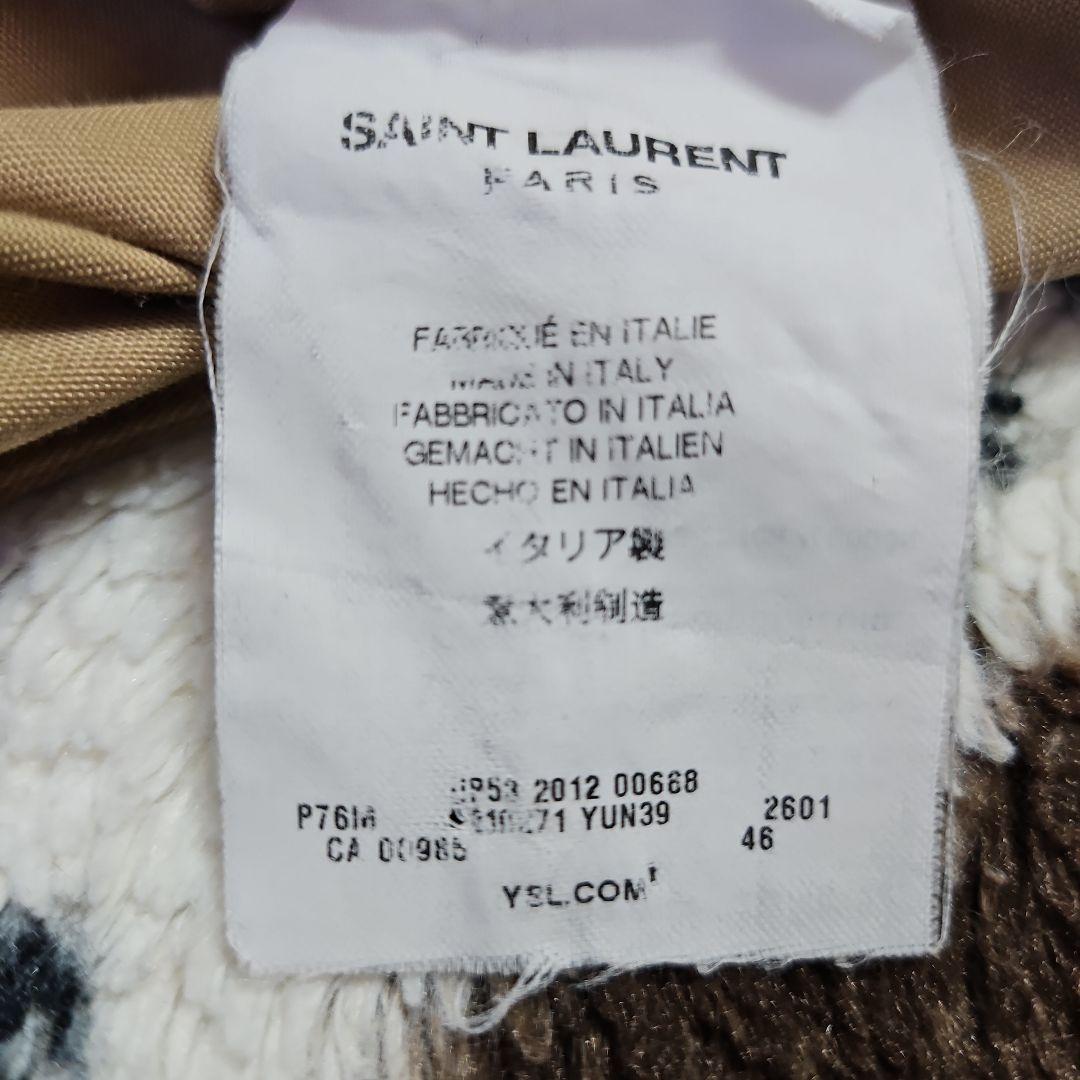 SAINT LAURENT
PARIS
FABRIQUÉ EN ITALIE
MADE IN ITALY
FABBRICATO IN ITALIA
GEMACHT IN ITALIEN
HECHO EN ITALIA
イタリア製
意大利制造
2012 00668
YUN39 2601
CA 00985 46
YSL.COM